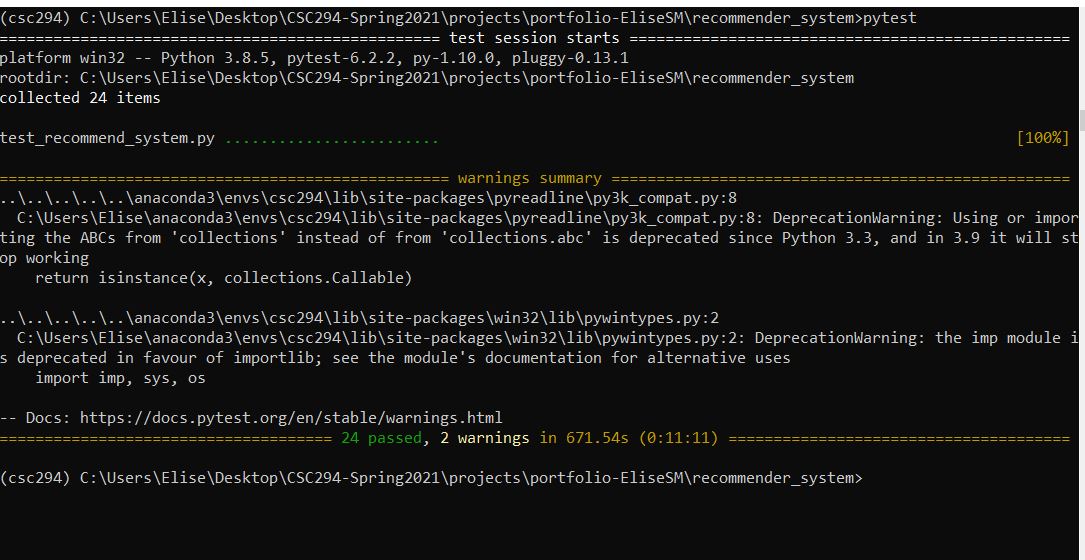 (csc294) C:\Users\Elise\Desktop\CSC294-Spring2021\projects\portfolio-EliseSM\recommender_system>pytest
================================================= test session starts =================================================
platform win32 -- Python 3.8.5, pytest-6.2.2, py-1.10.0, pluggy-0.13.1
rootdir: C:\Users\Elise\Desktop\CSC294-Spring2021\projects\portfolio-EliseSM\recommender_system
collected 24 items
test_recommend_system.py ........................ [100%]
================================================== warnings summary ===================================================
..\..\..\..\..\anaconda3\envs\csc294\lib\site-packages\pyreadline\py3k_compat.py:8
C:\Users\Elise\anaconda3\envs\csc294\lib\site-packages\pyreadline\py3k_compat.py:8: DeprecationWarning: Using or impor
ting the ABCs from 'collections' instead of from 'collections.abc' is deprecated since Python 3.3, and in 3.9 it will st
op working
return isinstance(x, collections.Callable)
..\..\..\..\..\anaconda3\envs\csc294\lib\site-packages\win32\lib\pywintypes.py:2
C:\Users\Elise\anaconda3\envs\csc294\lib\site-packages\win32\lib\pywintypes.py:2: DeprecationWarning: the imp module i
s deprecated in favour of importlib; see the module's documentation for alternative uses
import imp, sys, os
-- Docs: https://docs.pytest.org/en/stable/warnings.html
===================================== 24 passed, 2 warnings in 671.54s (0:11:11) ======================================
(csc294) C:\Users\Elise\Desktop\CSC294-Spring2021\projects\portfolio-EliseSM\recommender_system>